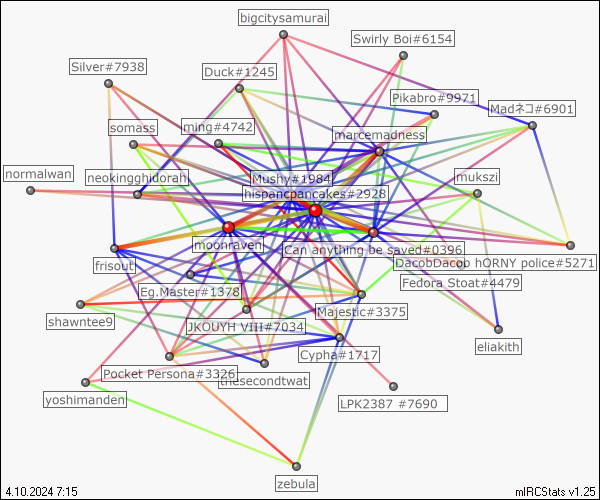 bigcitysamurai
Swirly Boi#6154
Silver#7938
Duck#1245
Pikabro#9971
Madネコ#6901
somass
ming#4742
marcemadness
normalwan
neokingghidorah
Mushy#1984
mukszi
hispancpancakes#2928
moonraven
Can anything be saved#0396
frisout
DacobDacob hORNY police#5271
Eg.Master#1378
Fedora Stoat#4479
shawntee9
JKOUYH VIII#7034
Majestic#3375
eliakith
Cypha#1717
Pocket Persona#3326
thesecondtwat
yoshimanden
LPK2387 #7690
zebula
4.10.2024 7:15
mIRCStats v1.25